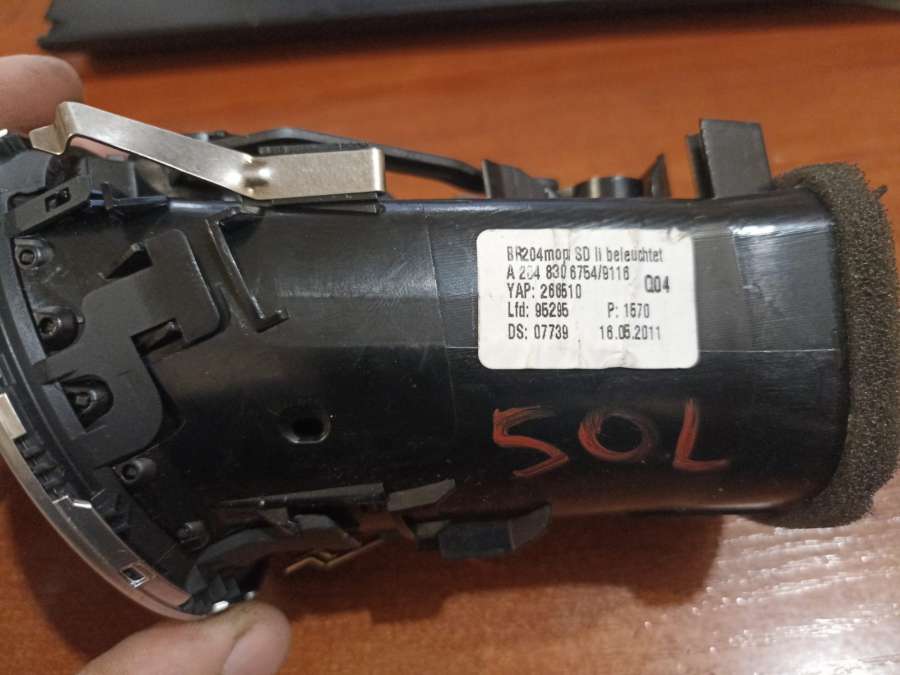 BR204mopf SD li beleuchtet
A 204 830 6754/9116
Q04
YAP: 266510
Lfd: 95295 P: 1570
DS: 07739 16.05.2011
SOL